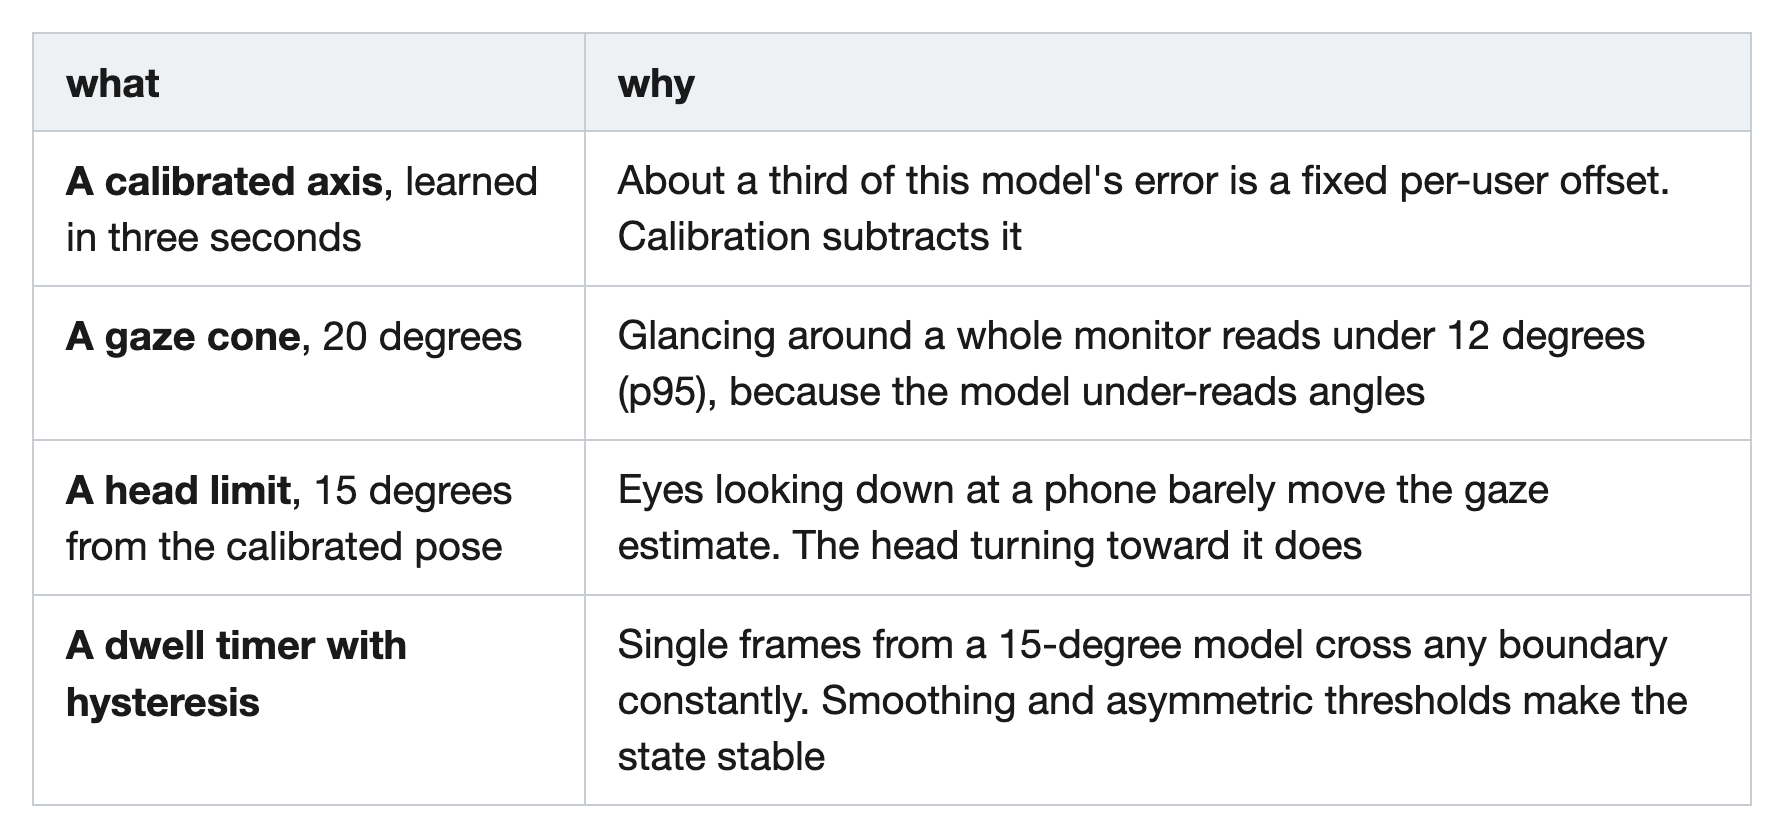 what
why
A calibrated axis, learned
in three seconds
About a third of this model's error is a fixed per-user offset.
Calibration subtracts it
A gaze cone, 20 degrees
Glancing around a whole monitor reads under 12 degrees
(p95), because the model under-reads angles
A head limit, 15 degrees
from the calibrated pose
Eyes looking down at a phone barely move the gaze
estimate. The head turning toward it does
A dwell timer with
hysteresis
Single frames from a 15-degree model cross any boundary
constantly. Smoothing and asymmetric thresholds make the
state stable